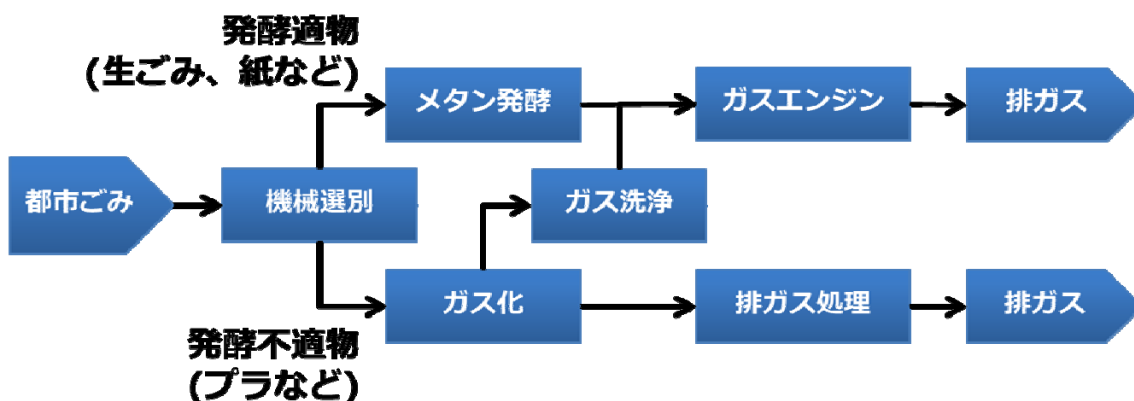 発酵適物
(生ごみ、紙など)
メタン発酵
ガスエンジン
排ガス
都市ごみ
機械選別
ガス洗浄
ガス化
排ガス処理
排ガス
発酵不適物
(プラなど)